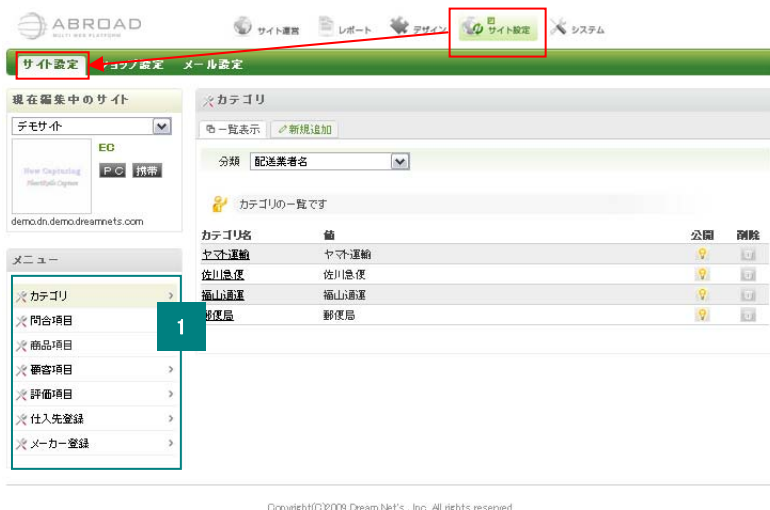 ABROAD
MULTI WEB PLATFORM
サイト運営
レポート
デザイン
サイト設定
システム
サイト設定
ショップ設定
メール設定
現在編集中のサイト
デモサイト
EC
Now Capturing
PC 携帯
demo.dn.demo.dreamnets.com
メニュー
カテゴリ
問合項目
商品項目
顧客項目
評価項目
仕入先登録
メーカー登録
1
カテゴリ
一覧表示
新規追加
分類 配送業者名
カテゴリの一覧です
カテゴリ名 値 公開 削除
ヤマト運輸 ヤマト運輸
佐川急便 佐川急便
福山通運 福山通運
郵便局 郵便局
Copyright(C)2009 Dream Net's, Inc. All rights reserved.